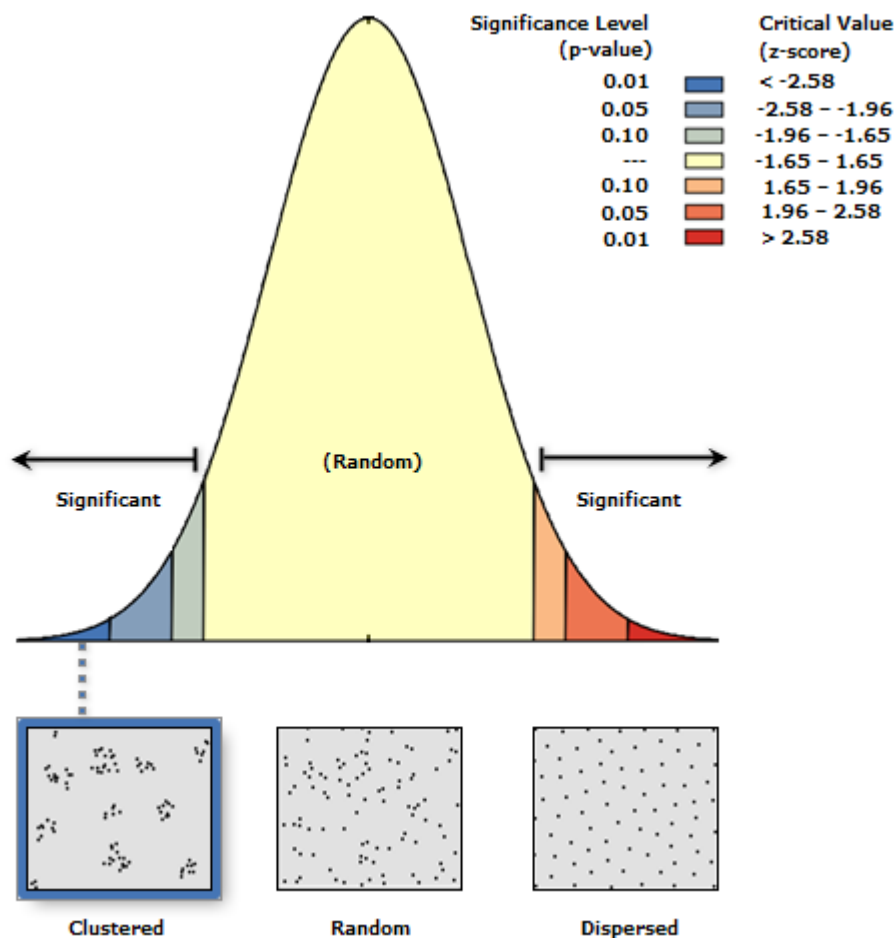 Significance Level
(p-value)
Critical Value
(z-score)
0.01 < -2.58
0.05 -2.58 – -1.96
0.10 -1.96 – -1.65
--- -1.65 – 1.65
0.10 1.65 – 1.96
0.05 1.96 – 2.58
0.01 > 2.58
(Random)
Significant
Significant
Clustered
Random
Dispersed